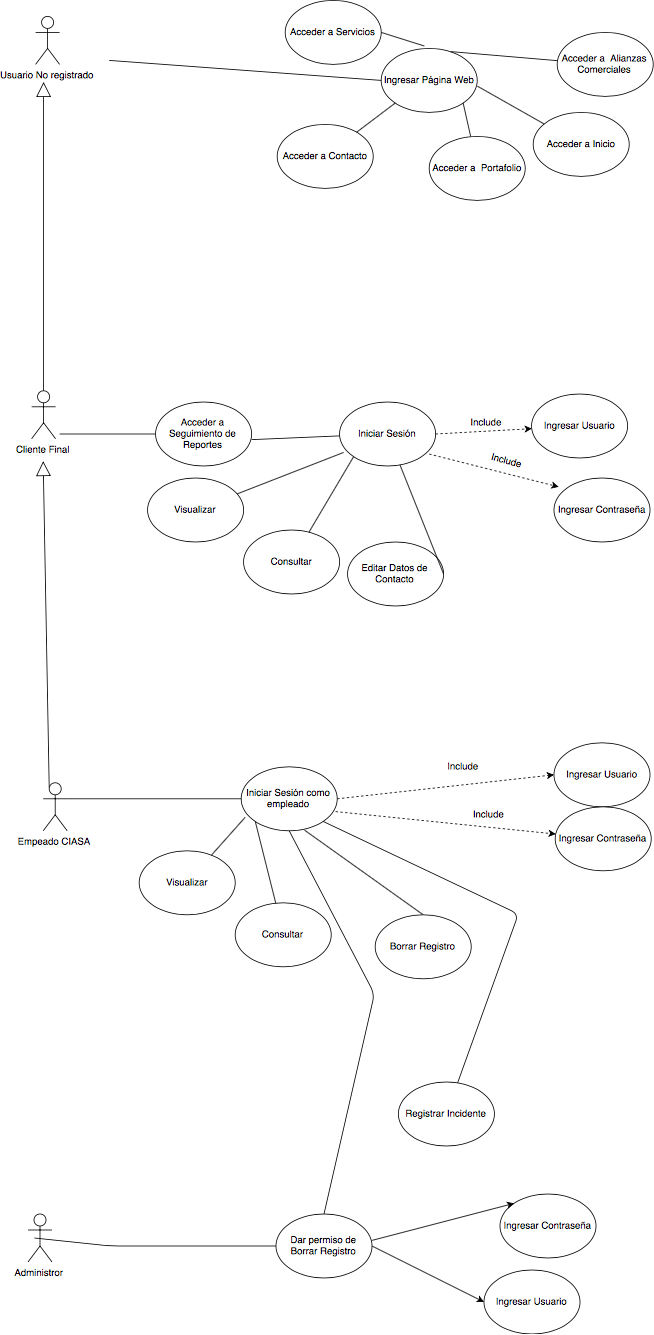 Acceder a Servicios
Usuario No registrado
Ingresar Página Web
Acceder a  Alianzas
Comerciales
Acceder a Contacto
Acceder a  Portafolio
Acceder a Inicio
Cliente Final
Acceder a
Seguimiento de
Reportes
Iniciar Sesión
Include
Ingresar Usuario
Include
Ingresar Contraseña
Visualizar
Consultar
Editar Datos de
Contacto
Empeado CIASA
Iniciar Sesión como
empleado
Include
Ingresar Usuario
Include
Ingresar Contraseña
Visualizar
Consultar
Borrar Registro
Registrar Incidente
Administror
Dar permiso de
Borrar Registro
Ingresar Contraseña
Ingresar Usuario